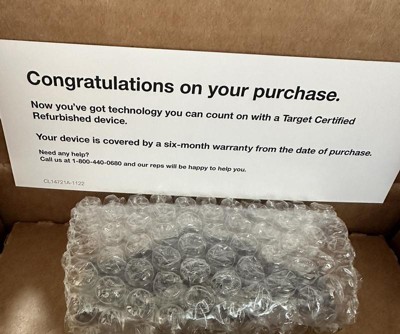 Congratulations on your purchase.
Now you've got technology you can count on with a Target Certified
Refurbished device.
Your device is covered by a six-month warranty from the date of purchase.
Need any help?
Call us at 1-800-440-0680 and our reps will be happy to help you.
CL14721A-1122